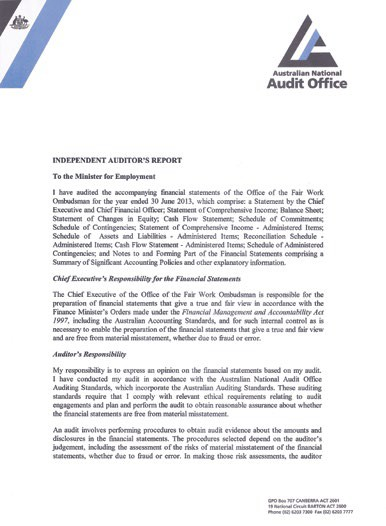 Australian National
Audit Office
INDEPENDENT AUDITOR'S REPORT
To the Minister for Employment
I have audited the accompanying financial statements of the Office of the Fair Work
Ombudsman for the year ended 30 June 2013, which comprise: a Statement by the Chief
Executive and Chief Financial Officer; Statement of Comprehensive Income; Balance Sheet;
Statement of Changes in Equity; Cash Flow Statement; Schedule of Commitments;
Schedule of Contingencies; Statement of Comprehensive Income - Administered Items;
Schedule of Assets and Liabilities - Administered Items; Reconciliation Schedule -
Administered Items; Cash Flow Statement - Administered Items; Schedule of Administered
Contingencies; and Notes to and Forming Part of the Financial Statements comprising a
Summary of Significant Accounting Policies and other explanatory information.
Chief Executive's Responsibility for the Financial Statements
The Chief Executive of the Office of the Fair Work Ombudsman is responsible for the
preparation of financial statements that give a true and fair view in accordance with the
Finance Minister's Orders made under the Financial Management and Accountability Act
1997, including the Australian Accounting Standards, and for such internal control as is
necessary to enable the preparation of the financial statements that give a true and fair view
and are free from material misstatement, whether due to fraud or error.
Auditor's Responsibility
My responsibility is to express an opinion on the financial statements based on my audit.
I have conducted my audit in accordance with the Australian National Audit Office
Auditing Standards, which incorporate the Australian Auditing Standards. These auditing
standards require that I comply with relevant ethical requirements relating to audit
engagements and plan and perform the audit to obtain reasonable assurance about whether
the financial statements are free from material misstatement.
An audit involves performing procedures to obtain audit evidence about the amounts and
disclosures in the financial statements. The procedures selected depend on the auditor's
judgement, including the assessment of the risks of material misstatement of the financial
statements, whether due to fraud or error. In making those risk assessments, the auditor
GPO Box 707 CANBERRA ACT 2601
19 National Circuit BARTON ACT
Phone (02) 6203 7300 Fax (02) 6203 7777